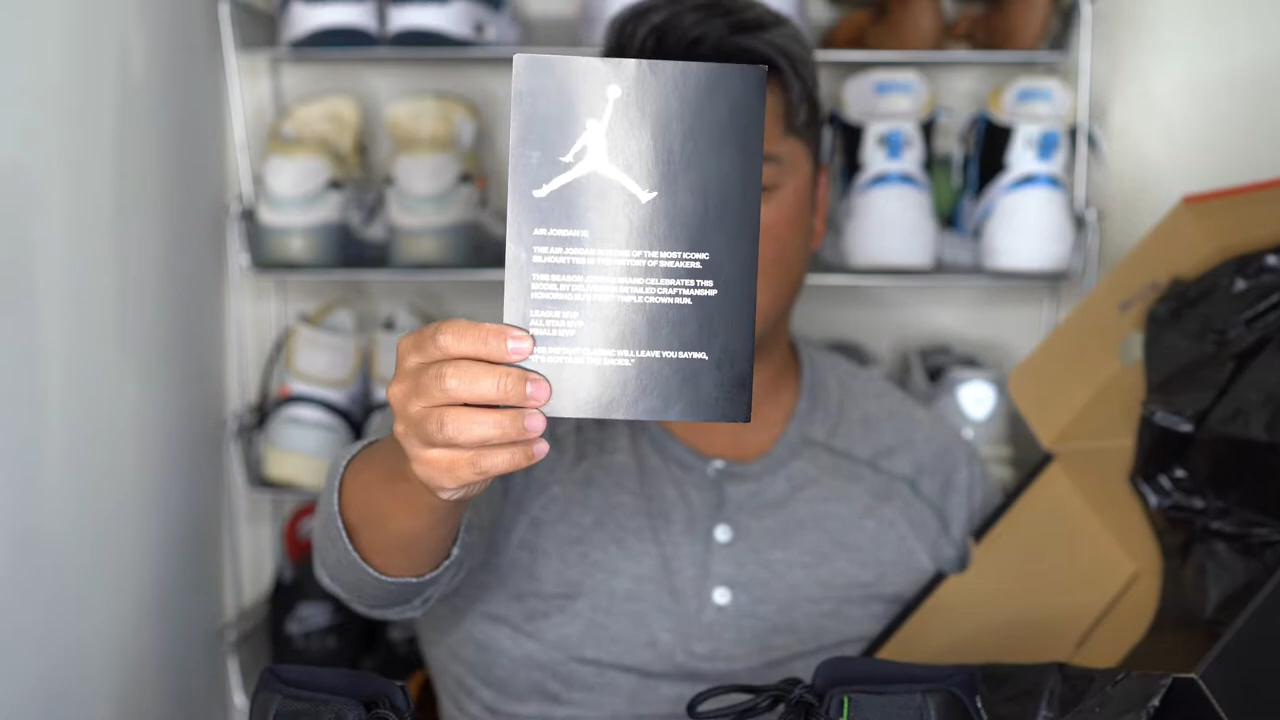 AIR JORDAN XI
THE AIR JORDAN XI IS ONE OF THE MOST ICONIC
SILHOUETTES IN THE HISTORY OF SNEAKERS.
THIS SEASON JORDAN BRAND CELEBRATES THIS
MODEL BY DELIVERING DETAILED CRAFTMANSHIP
HONORING MJ'S FIRST TRIPLE CROWN RUN.
LEAGUE MVP
ALL STAR MVP
FINALS MVP
THIS INSTANT CLASSIC WILL LEAVE YOU SAYING,
"IT'S GOTTA BE THE SHOES."